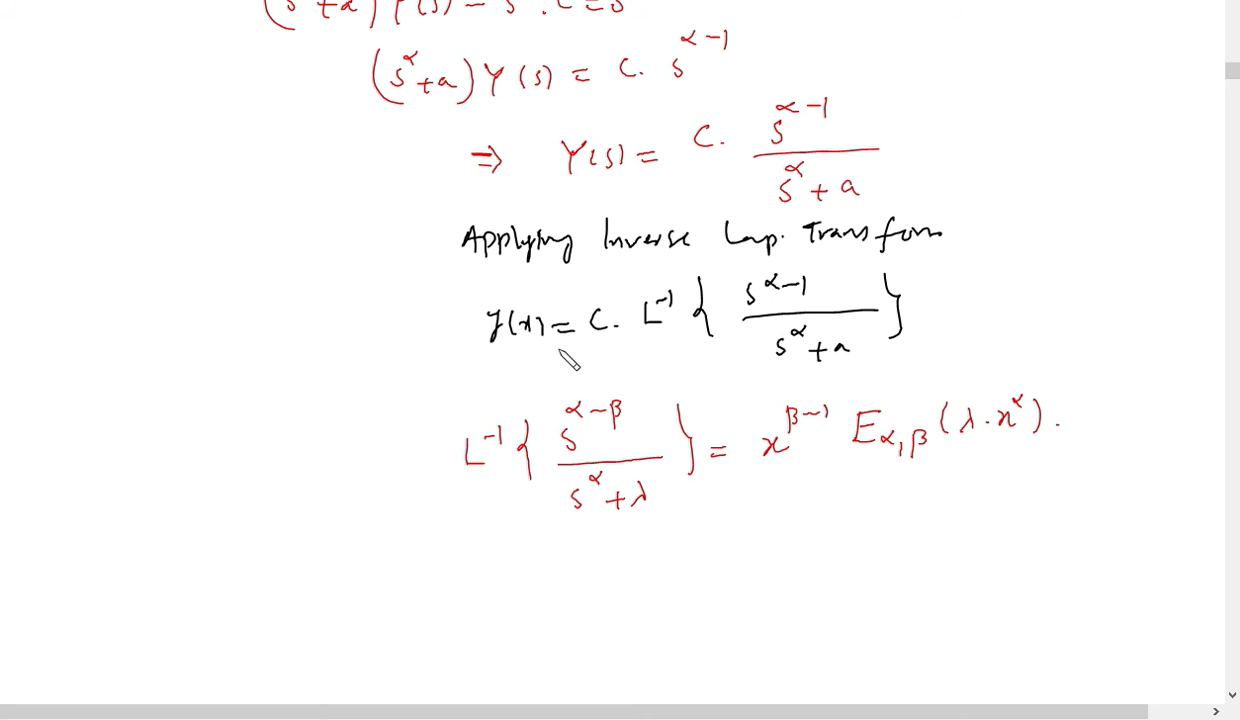 (s^α + a) Y(s) = C. s^{α-1}
⇒ Y(s) = C. s^{α-1} / (s^α + a)
Applying Inverse Lap. Transform
y(x) = C. L^{-1} { s^{α-1} / (s^α + a) }
L^{-1} { s^{α-β} / (s^α + λ) } = x^{β-1} E_{α,β} (λ.x^α).